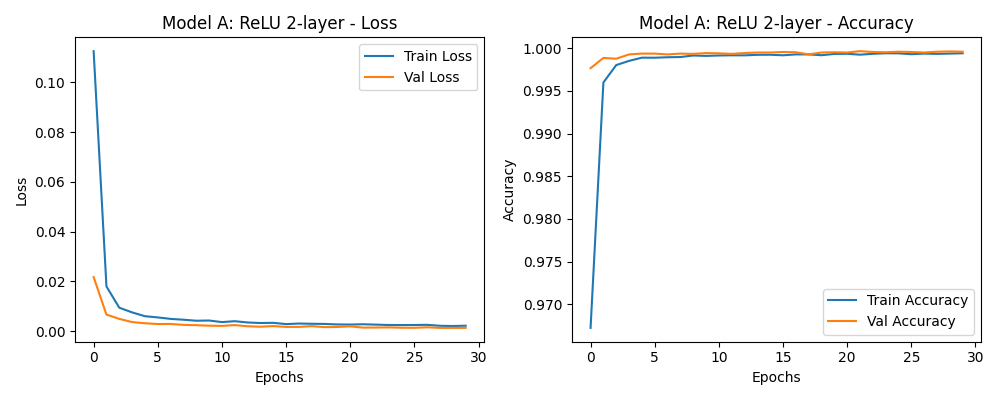 Model A: ReLU 2-layer - Loss
Train Loss
Val Loss
Loss
0.10
0.08
0.06
0.04
0.02
0.00
0 5 10 15 20 25 30
Epochs
Model A: ReLU 2-layer - Accuracy
Accuracy
1.000
0.995
0.990
0.985
0.980
0.975
0.970
Train Accuracy
Val Accuracy
0 5 10 15 20 25 30
Epochs